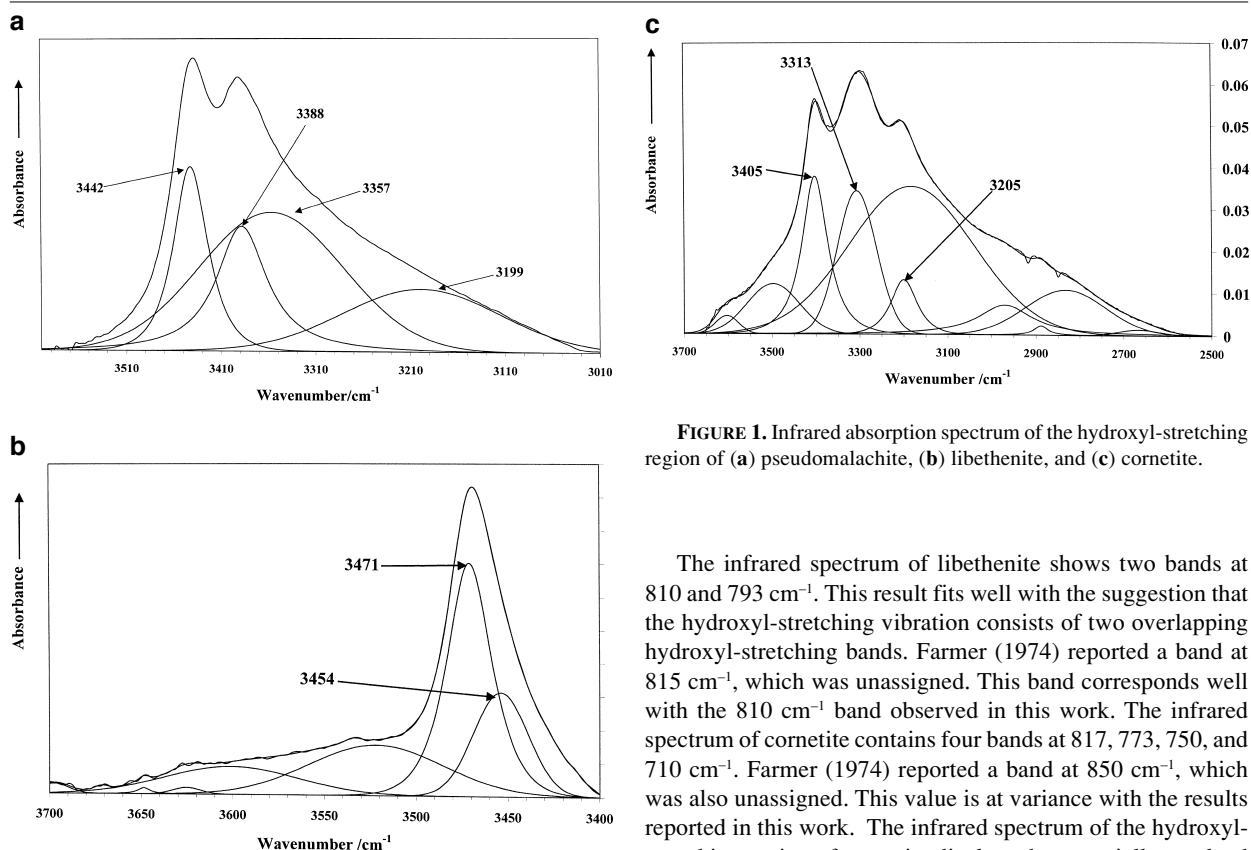 a
Absorbance
3442
3388
3357
3199
3510
3410
3310
3210
3110
3010
Wavenumber/cm⁻¹
b
Absorbance
3471
3454
3700
3650
3600
3550
3500
3450
3400
c
Absorbance
3313
3405
3205
0.07
0.06
0.05
0.04
0.03
0.02
0.01
0
3700
3500
3300
3100
2900
2700
2500
Wavenumber /cm⁻¹
FIGURE 1. Infrared absorption spectrum of the hydroxyl-stretching
region of (a) pseudomalachite, (b) libethenite, and (c) cornetite.
The infrared spectrum of libethenite shows two bands at
810 and 793 cm⁻¹. This result fits well with the suggestion that
the hydroxyl-stretching vibration consists of two overlapping
hydroxyl-stretching bands. Farmer (1974) reported a band at
815 cm⁻¹, which was unassigned. This band corresponds well
with the 810 cm⁻¹ band observed in this work. The infrared
spectrum of cornetite contains four bands at 817, 773, 750, and
710 cm⁻¹. Farmer (1974) reported a band at 850 cm⁻¹, which
was also unassigned. This value is at variance with the results
reported in this work. The infrared spectrum of the hydroxyl-